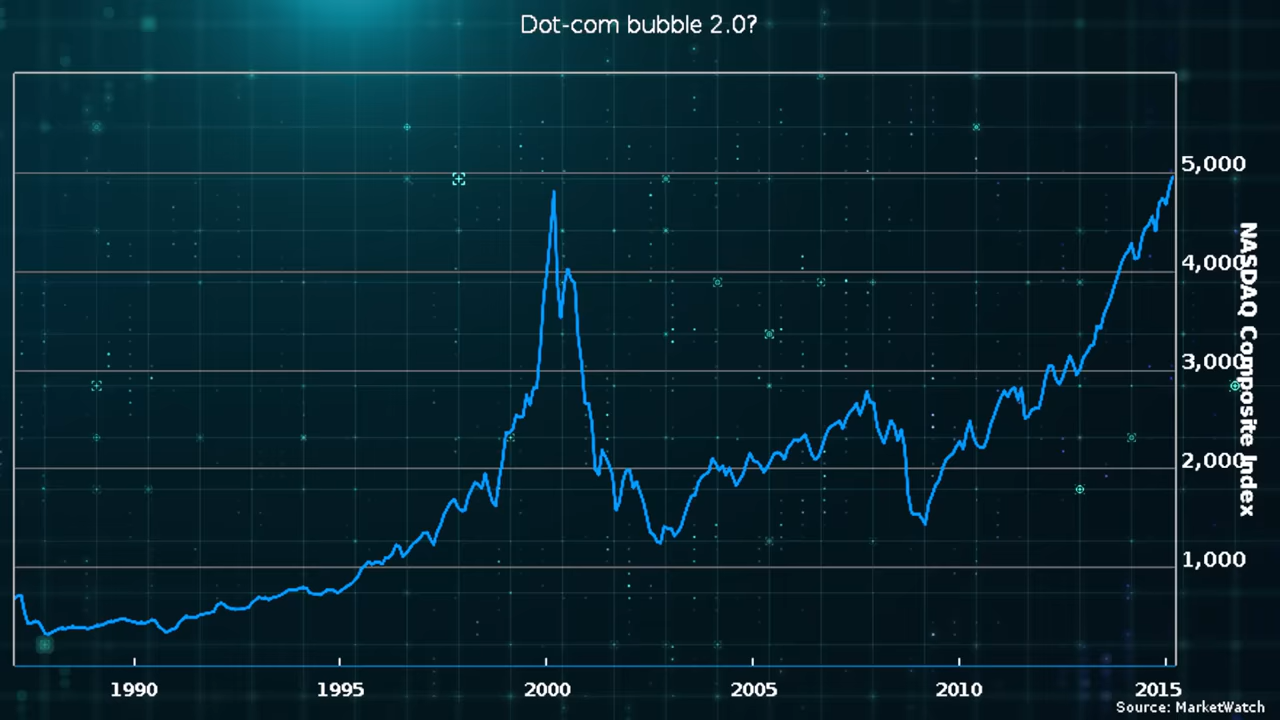 Dot-com bubble 2.0?
5,000
4,000
3,000
2,000
1,000
NASDAQ Composite Index
1990 1995 2000 2005 2010 2015
Source: MarketWatch